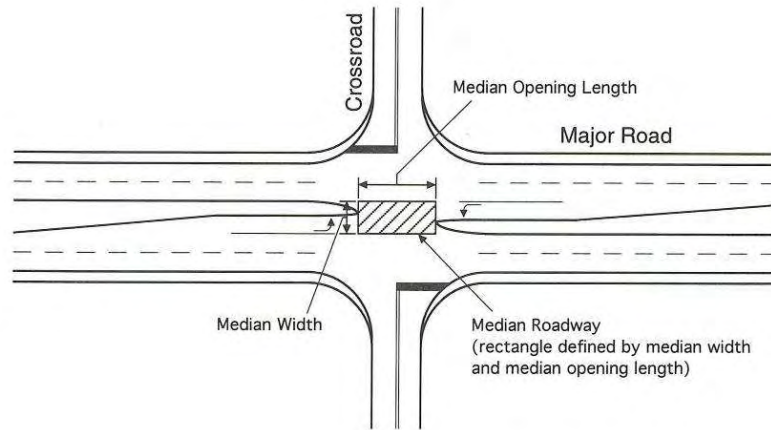 Crossroad
Median Opening Length
Major Road
Median Width
Median Roadway
(rectangle defined by median width
and median opening length)